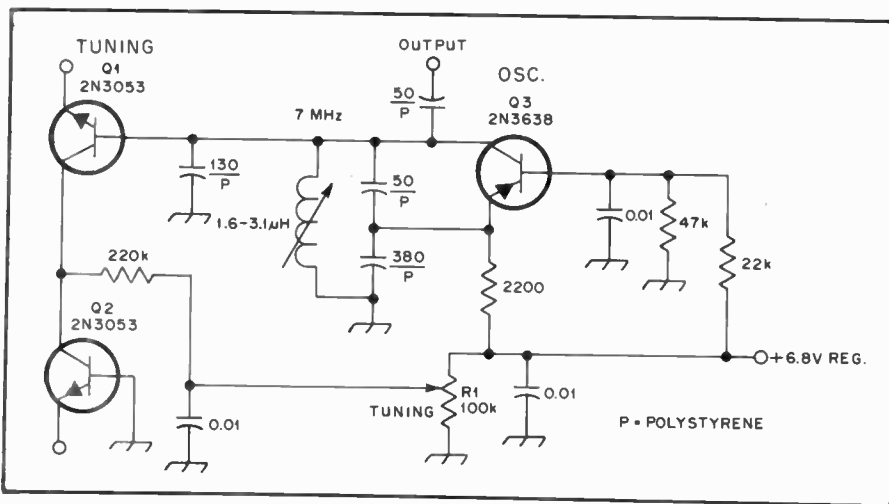 TUNING
Q1
2N3053
OUTPUT
OSC.
Q3
2N3638
50
P
7 MHz
130
P
50
P
1.6-3.1µH
380
P
0.01
47k
22k
220k
2200
Q2
2N3053
+6.8V REG.
0.01
TUNING
R1
100k
0.01
P = POLYSTYRENE